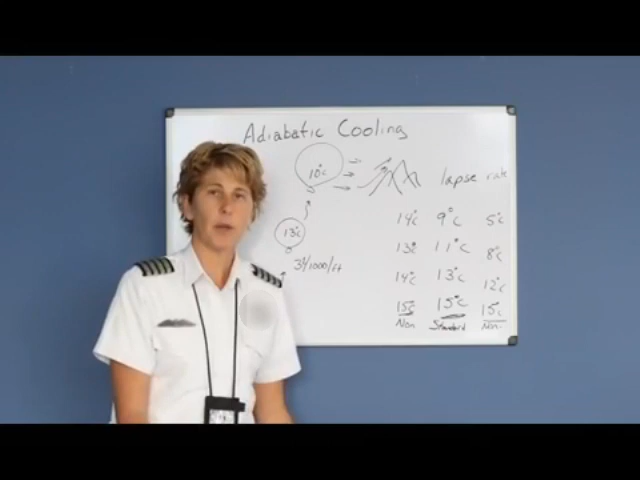 Adiabatic Cooling
10°C
lapse rate
14°C 9°C 5°C
13°C
13° 11°C 8°C
3°/1000/ft
14°C 13°C 12°C
15°C 15°C 15°C
Non Standard Non.